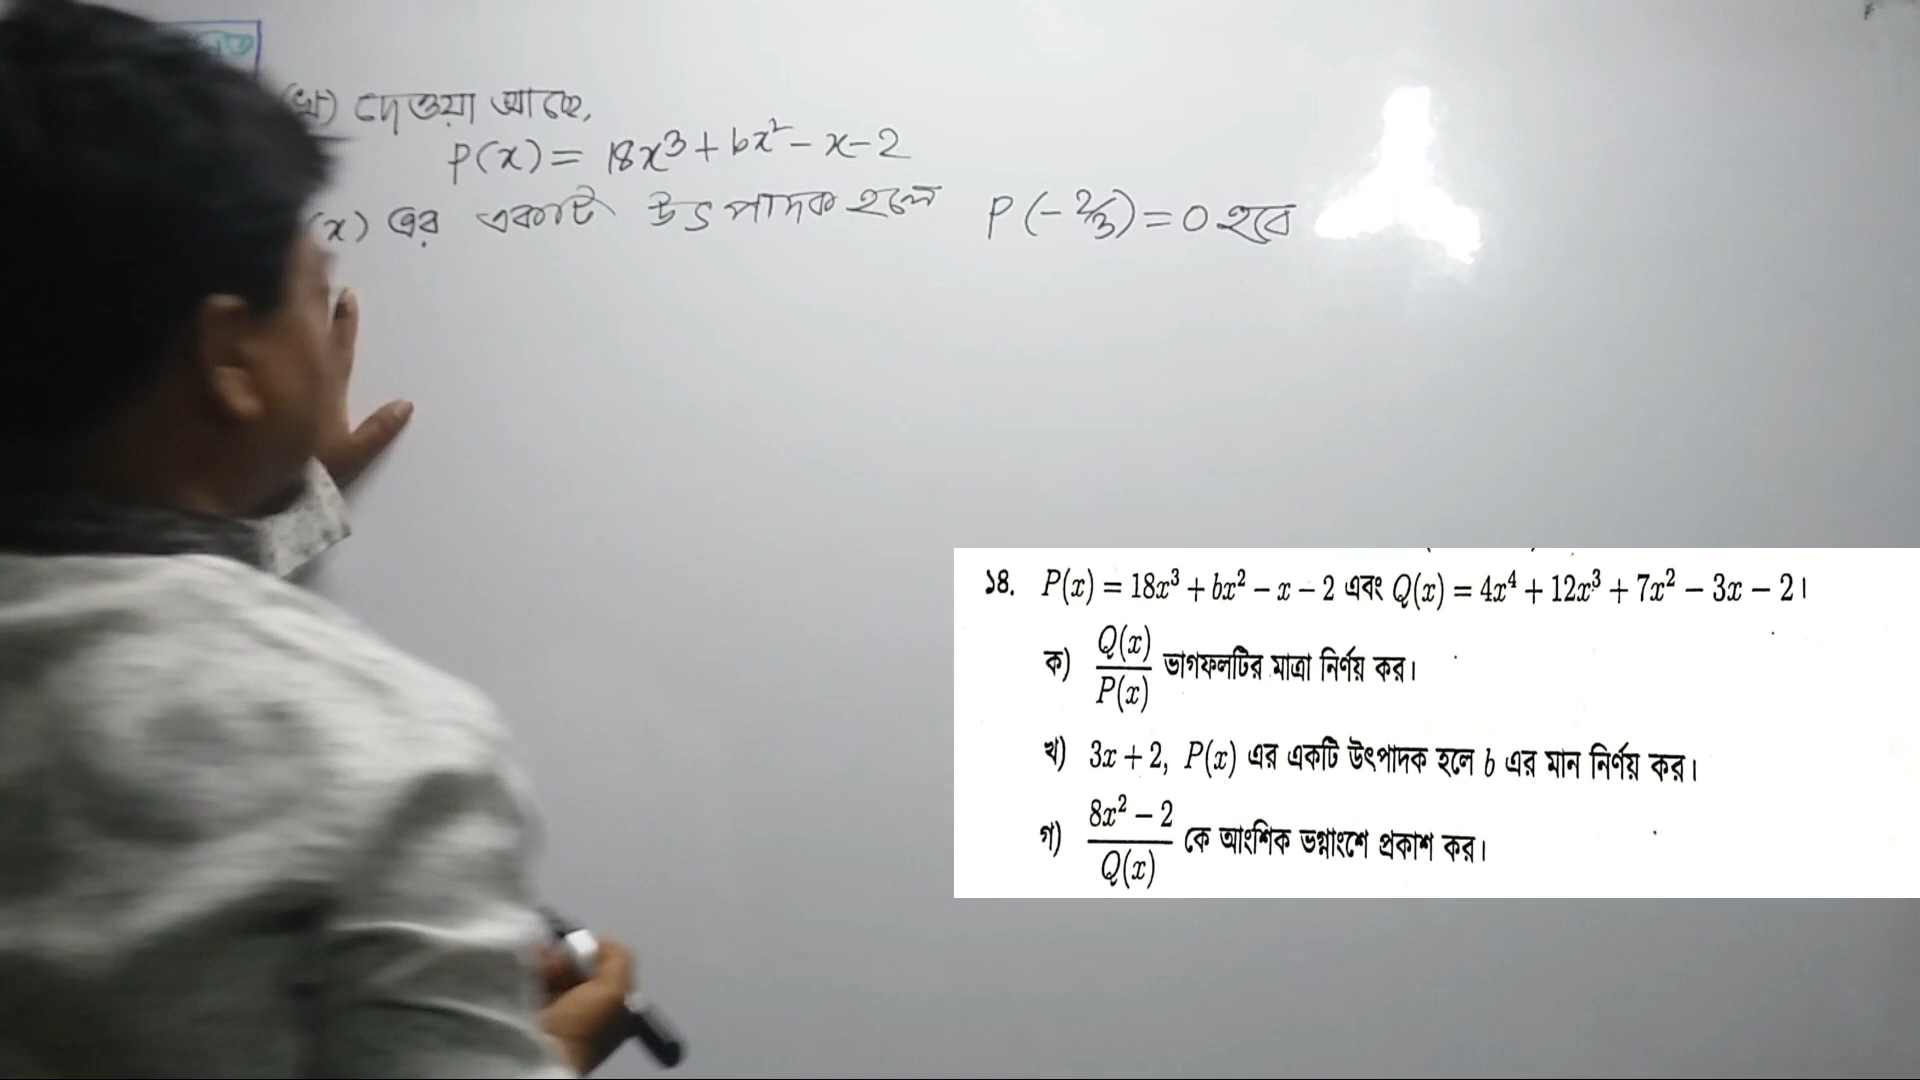 (খ) দেওয়া আছে,
P(x) = 18x³ + bx² - x - 2
(x) এর একটি উৎপাদক হলে P(-2/3) = 0 হবে
১৪. P(x) = 18x³ + bx² − x − 2 এবং Q(x) = 4x⁴ + 12x³ + 7x² − 3x − 2।
ক) Q(x)/P(x) ভাগফলটির মাত্রা নির্ণয় কর।
খ) 3x + 2, P(x) এর একটি উৎপাদক হলে b এর মান নির্ণয় কর।
গ) 8x² − 2/Q(x) কে আংশিক ভগ্নাংশে প্রকাশ কর।